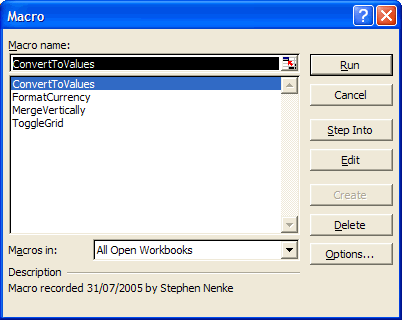 Macro
Macro name:
ConvertToValues
ConvertToValues
FormatCurrency
MergeVertically
ToggleGrid
Run
Cancel
Step Into
Edit
Create
Delete
Options...
Macros in:
All Open Workbooks
Description
Macro recorded 31/07/2005 by Stephen Nenke